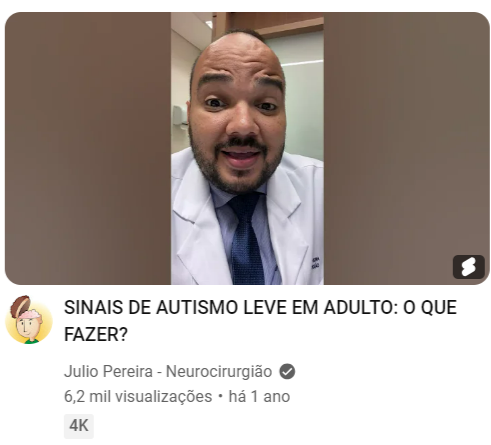 SINAIS DE AUTISMO LEVE EM ADULTO: O QUE
FAZER?
Julio Pereira - Neurocirurgião
6,2 mil visualizações • há 1 ano
4K